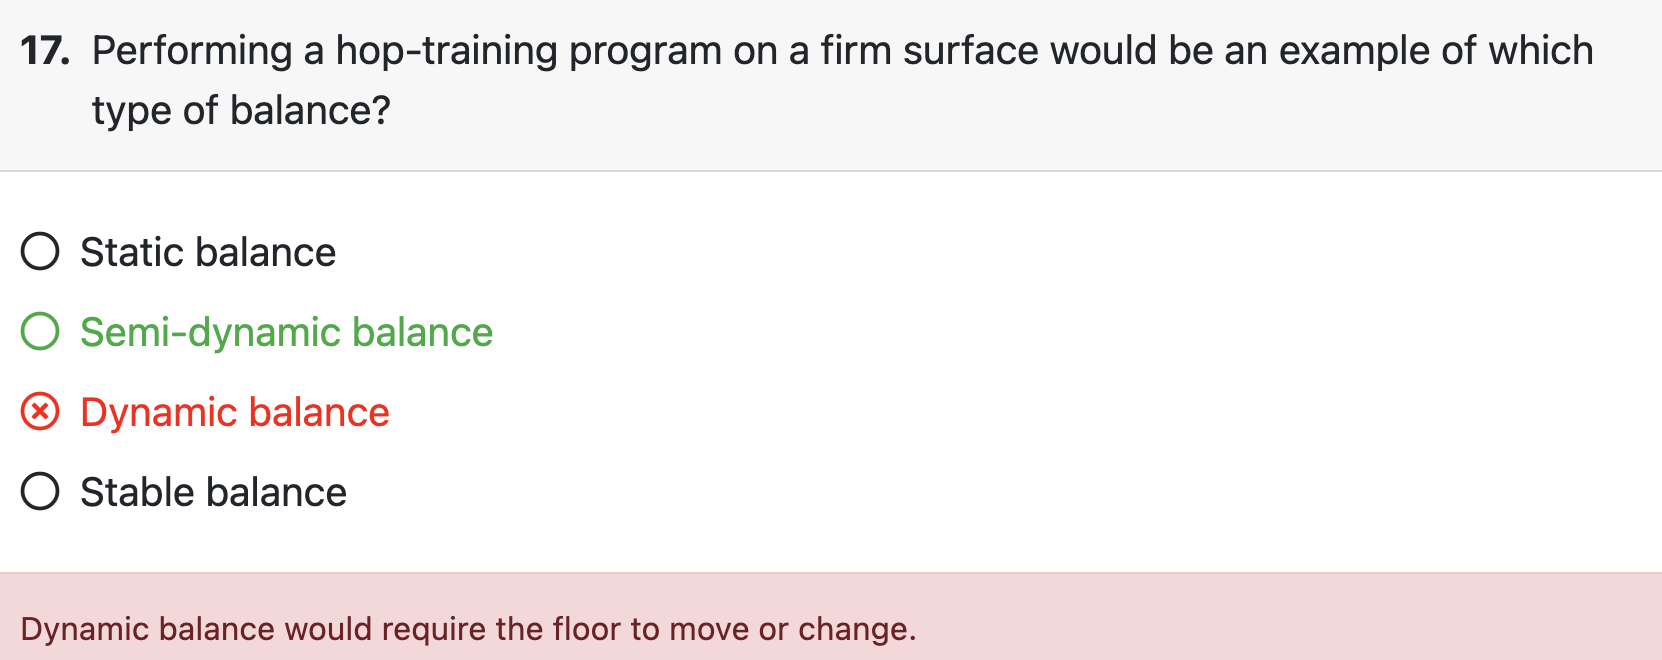 17. Performing a hop-training program on a firm surface would be an example of which
type of balance?
Static balance
Semi-dynamic balance
Dynamic balance
Stable balance
Dynamic balance would require the floor to move or change.